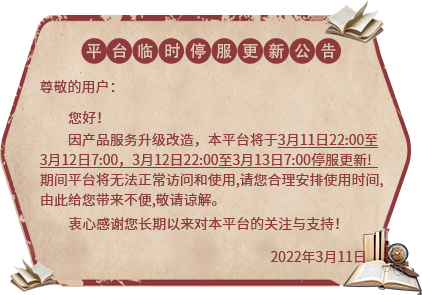 平台临时停服更新公告
尊敬的用户：
您好！
因产品服务升级改造，本平台将于3月11日22:00至
3月12日7:00，3月12日22:00至3月13日7:00停服更新！
期间平台将无法正常访问和使用,请您合理安排使用时间,
由此给您带来不便,敬请谅解。
衷心感谢您长期以来对本平台的关注与支持！
2022年3月11日